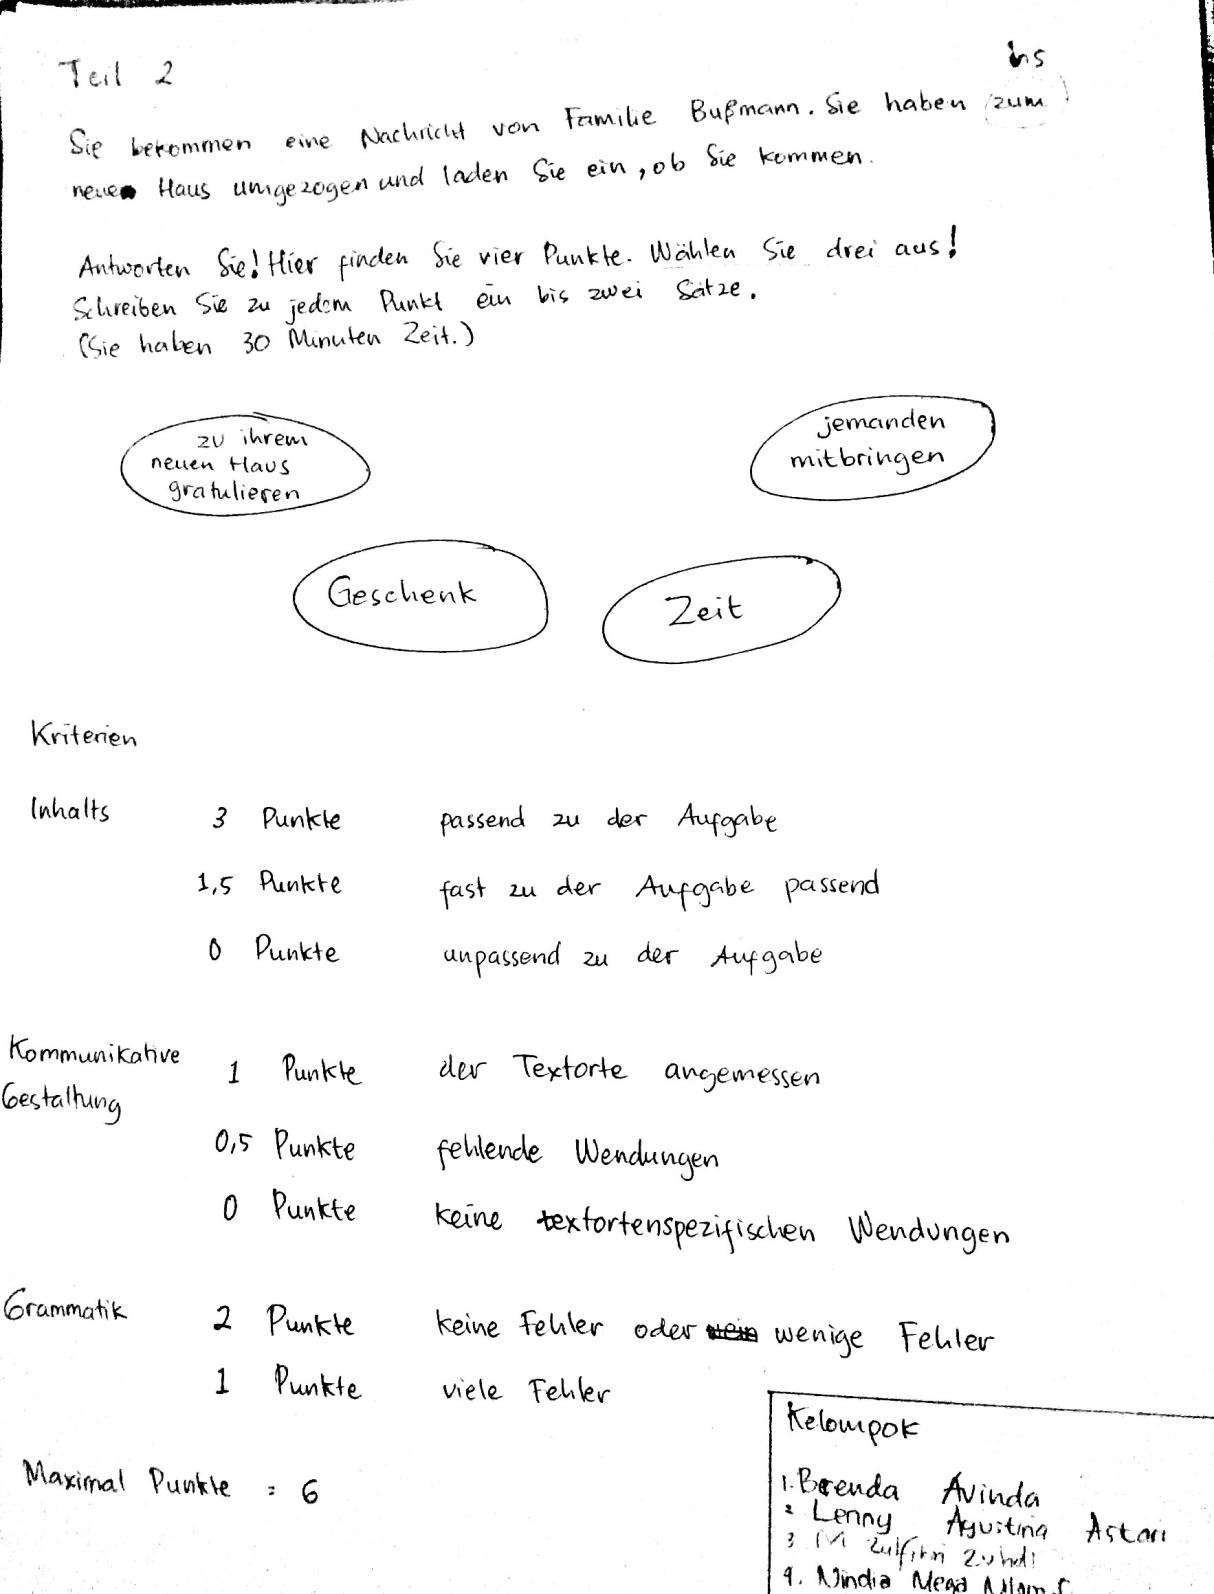 Teil 2
ins
Sie bekommen eine Nachricht von Familie Bußmann. Sie haben zum
neue Haus umgezogen und laden Sie ein, ob Sie kommen.
Antworten Sie! Hier finden Sie vier Punkte. Wählen Sie drei aus!
Schreiben Sie zu jedem Punkt ein bis zwei Sätze.
(Sie haben 30 Minuten Zeit.)
zu ihrem
neuen Haus
gratulieren
jemanden
mitbringen
Geschenk
Zeit
Kriterien
Inhalts 3 Punkte passend zu der Aufgabe
1,5 Punkte fast zu der Aufgabe passend
0 Punkte unpassend zu der Aufgabe
Kommunikative
Gestaltung
1 Punkte der Textorte angemessen
0,5 Punkte fehlende Wendungen
0 Punkte keine textortenspezifischen Wendungen
Grammatik 2 Punkte keine Fehler oder wenige Fehler
1 Punkte viele Fehler
Maximal Punkte = 6
Kelompok
1. Brenda Avinda
2 Lenny Agustina Astari
3 M Zulfikri Zuhdi
4. Nindia Mega